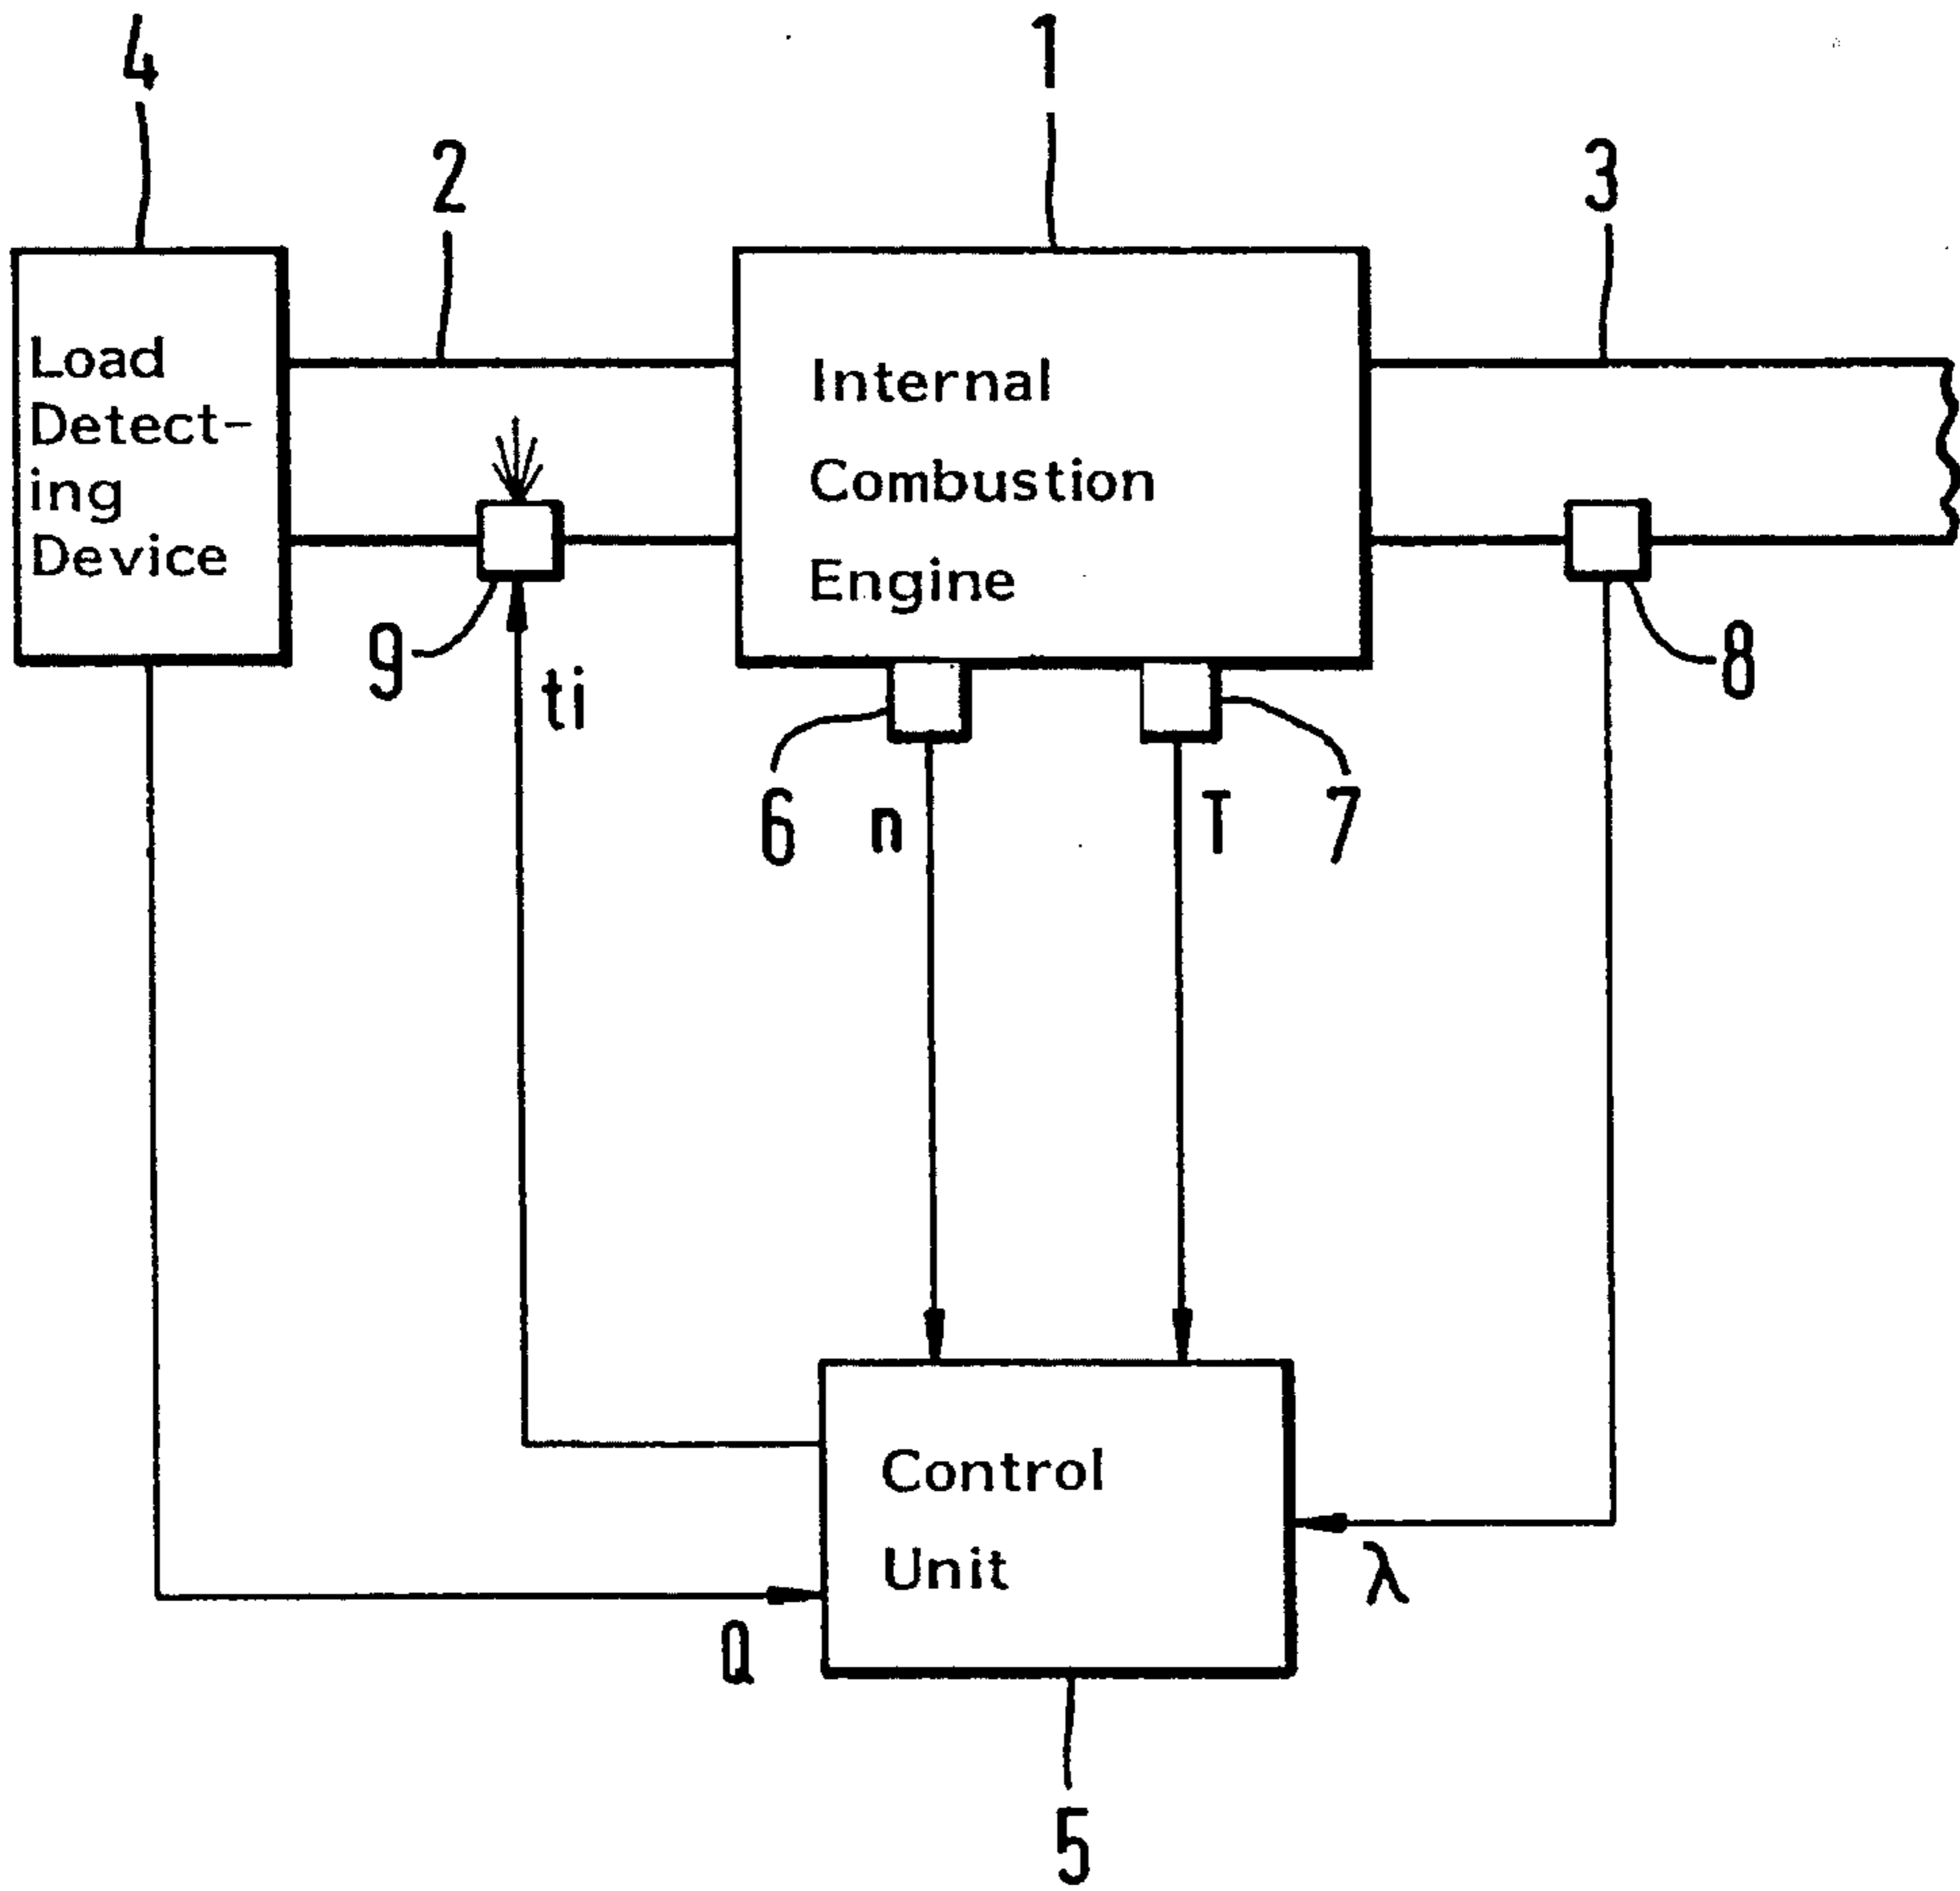 4
1
2
3
Load
Detect-
ing
Device
Internal
Combustion
Engine
9
ti
8
6
n
T
7
Control
Unit
λ
Q
5